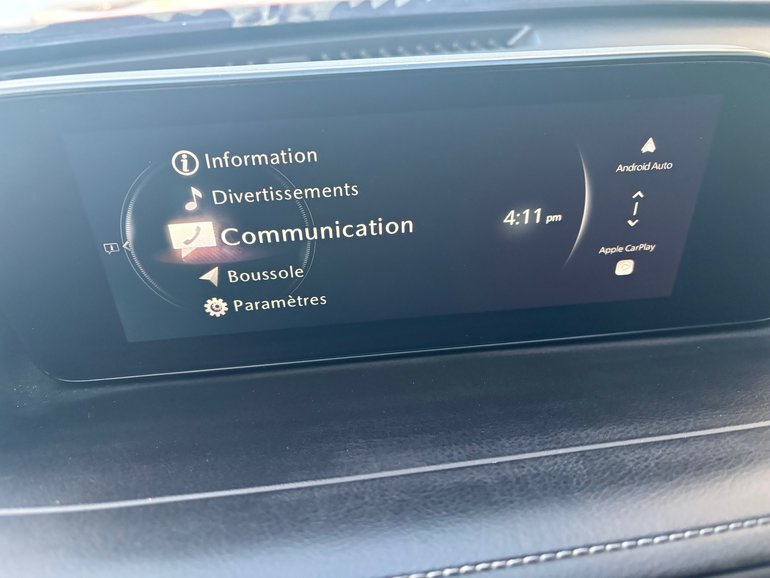 Information
Divertissements
Communication
Boussole
Paramètres
4:11 pm
Android Auto
Apple CarPlay